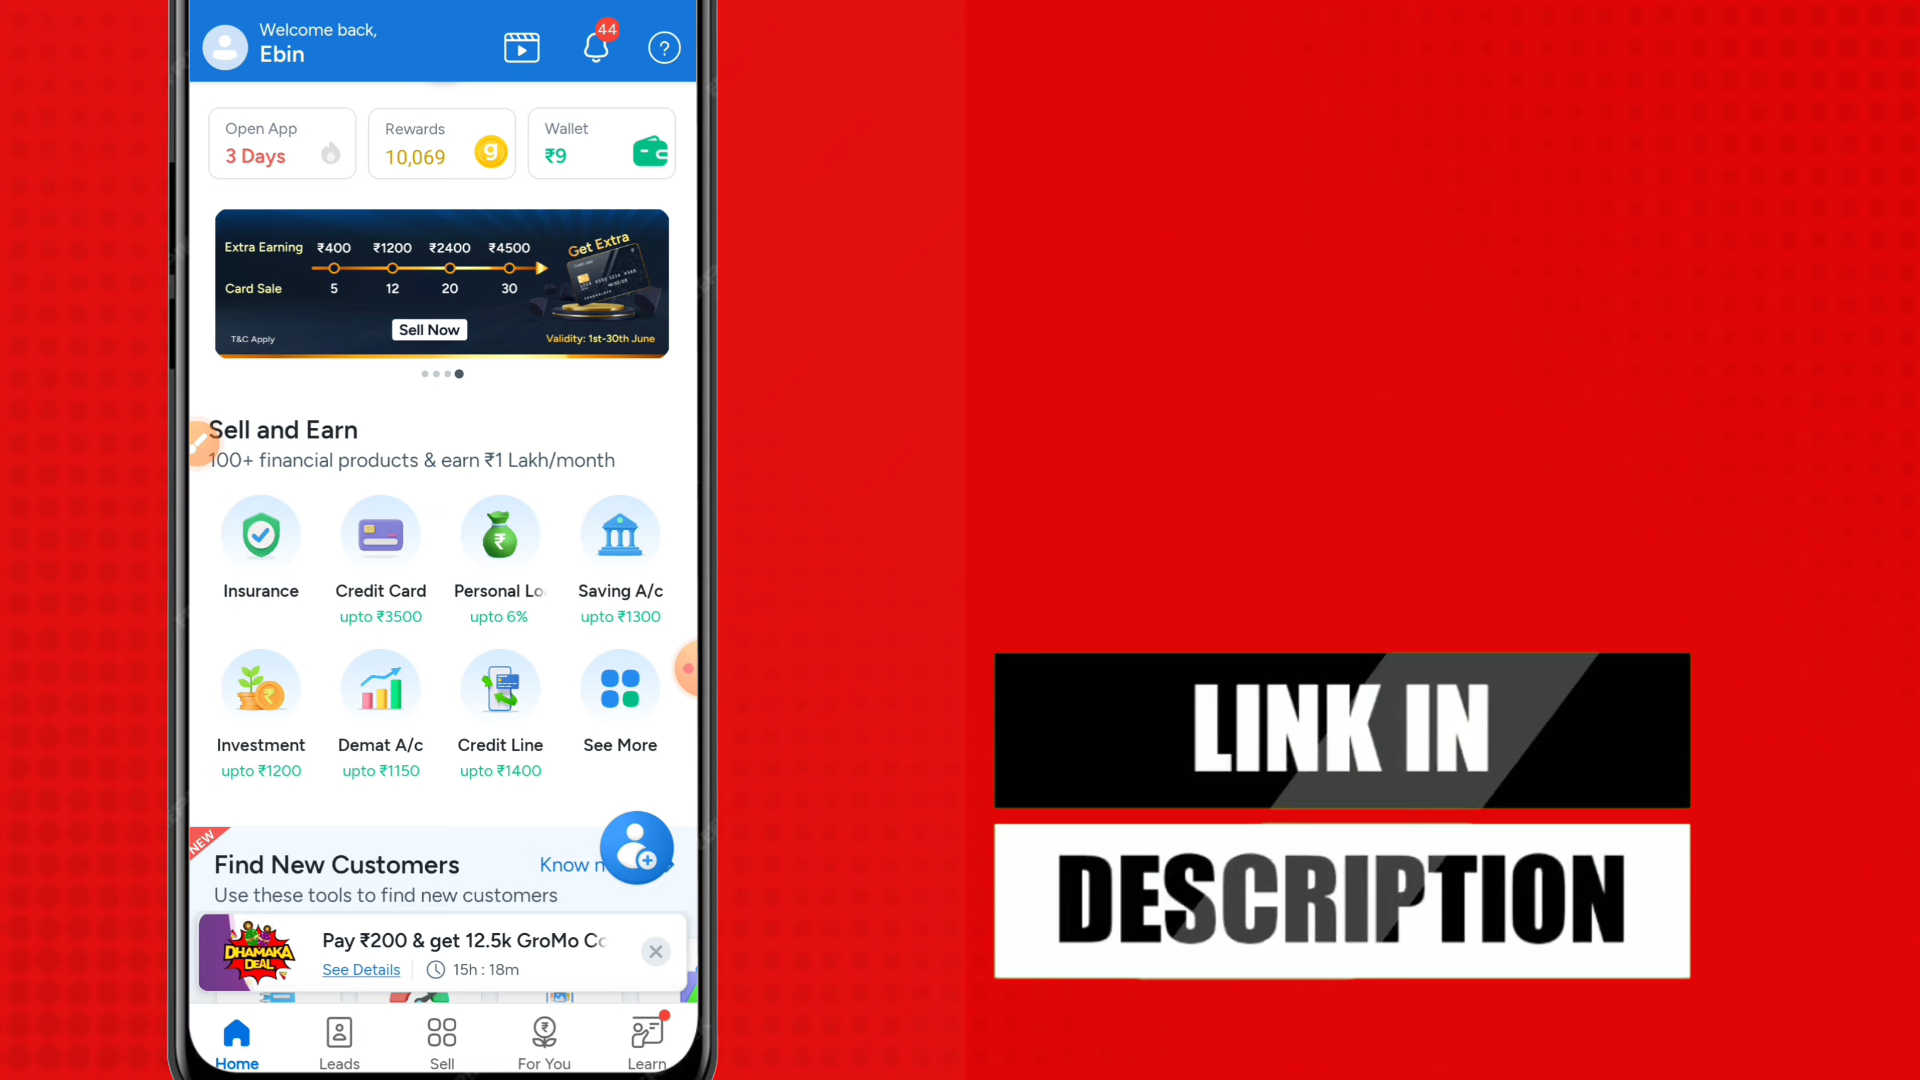 Welcome back,
Ebin
44
?
Open App
3 Days
Rewards
10,069
g
Wallet
₹9
Extra Earning ₹400 ₹1200 ₹2400 ₹4500
Get Extra
Card Sale 5 12 20 30
Sell Now
T&C Apply
Validity: 1st-30th June
Sell and Earn
100+ financial products & earn ₹1 Lakh/month
Insurance
Credit Card
upto ₹3500
Personal Lo
upto 6%
Saving A/c
upto ₹1300
Investment
upto ₹1200
Demat A/c
upto ₹1150
Credit Line
upto ₹1400
See More
NEW
Find New Customers
Know
Use these tools to find new customers
DHAMAKA
DEAL
Pay ₹200 & get 12.5k GroMo Co
See Details
15h : 18m
Home
Leads
Sell
For You
Learn
LINK IN
DESCRIPTION